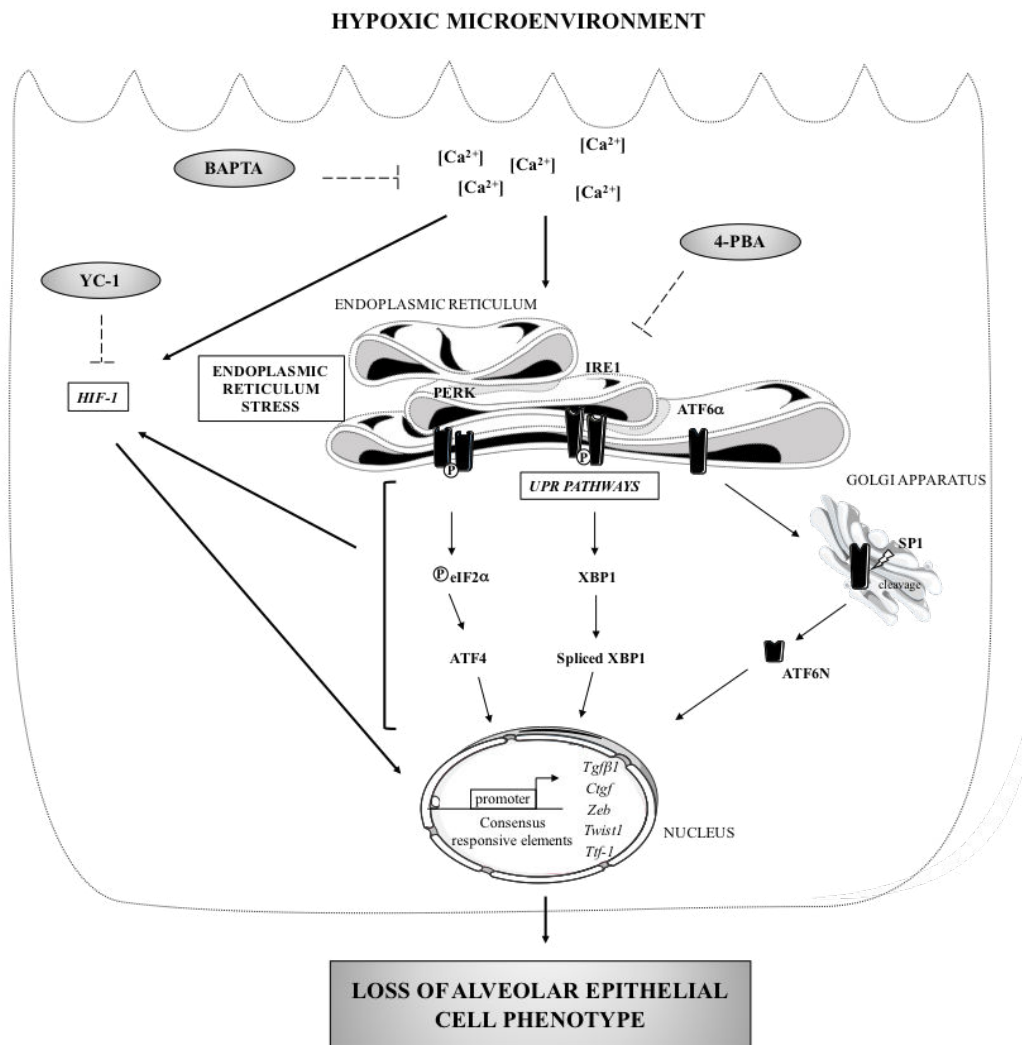 HYPOXIC MICROENVIRONMENT
BAPTA
[Ca²⁺]
[Ca²⁺]
[Ca²⁺]
[Ca²⁺]
[Ca²⁺]
4-PBA
YC-1
ENDOPLASMIC RETICULUM
HIF-1
ENDOPLASMIC
RETICULUM
STRESS
IRE1
PERK
ATF6α
P
P
UPR PATHWAYS
GOLGI APPARATUS
SP1
cleavage
P eIF2α
XBP1
ATF4
Spliced XBP1
ATF6N
promoter
Consensus
responsive elements
Tgfβ1
Ctgf
Zeb
Twist1
Ttf-1
NUCLEUS
LOSS OF ALVEOLAR EPITHELIAL
CELL PHENOTYPE